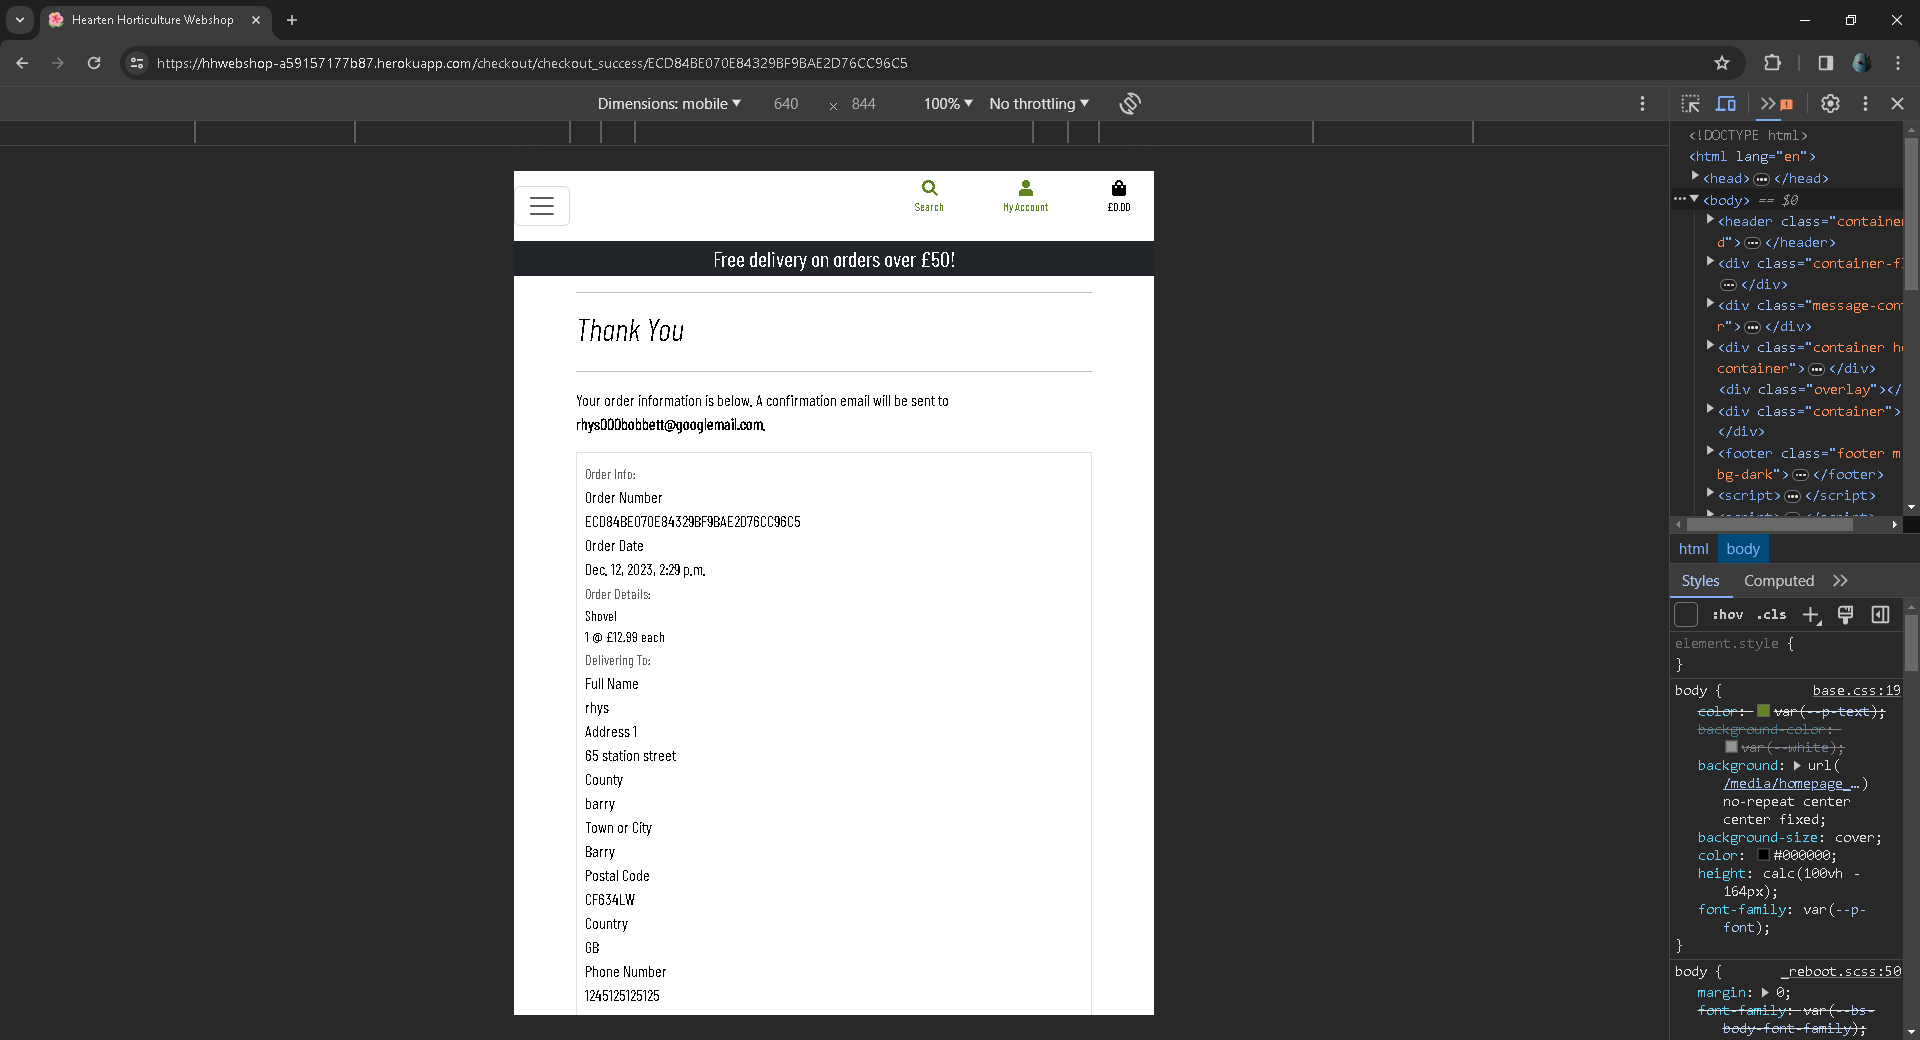 Hearten Horticulture Webshop
https://hhwebshop-a59157177b87.herokuapp.com/checkout/checkout_success/ECD84BE070E84329BF9BAE2D76CC96C5
Dimensions: mobile 640 × 844 100% No throttling
Search My Account £0.00
Free delivery on orders over £50!
Thank You
Your order information is below. A confirmation email will be sent to
rhys000bobbett@googlemail.com.
Order Info:
Order Number
ECD84BE070E84329BF9BAE2D76CC96C5
Order Date
Dec. 12, 2023, 2:29 p.m.
Order Details:
Shovel
1 @ £12.99 each
Delivering To:
Full Name
rhys
Address 1
65 station street
County
barry
Town or City
Barry
Postal Code
CF634LW
Country
GB
Phone Number
1245125125125
<!DOCTYPE html>
<html lang="en">
<head> ••• </head>
••• <body> == $0
<header class="container
d"> ••• </header>
<div class="container-fl
••• </div>
<div class="message-cont
r"> ••• </div>
<div class="container he
container"> ••• </div>
<div class="overlay"></
<div class="container">
</div>
<footer class="footer m
bg-dark"> ••• </footer>
<script> ••• </script>
html body
Styles Computed
:hov .cls
element.style {
}
body { base.css:19
color: var(--p-text);
background-color:
var(--white);
background: url(
/media/homepage_…)
no-repeat center
center fixed;
background-size: cover;
color: #000000;
height: calc(100vh -
164px);
font-family: var(--p-
font);
}
body { _reboot.scss:50
margin: 0;
font-family: var(--bs-
body-font-family);